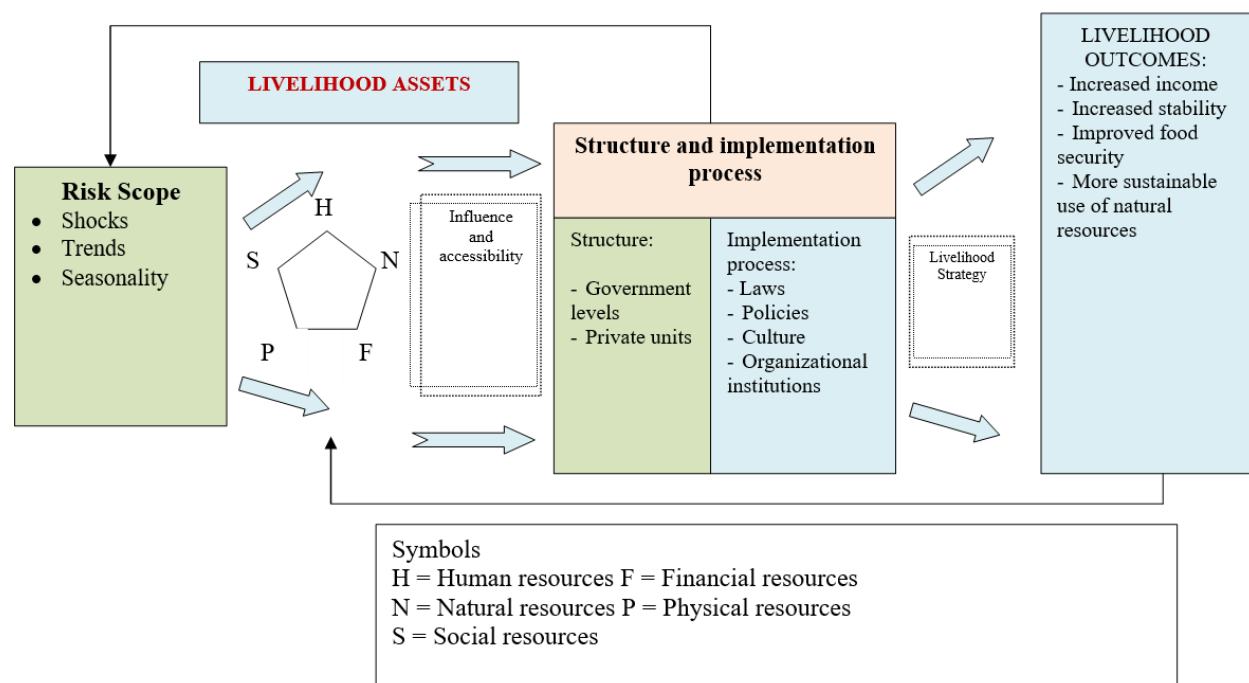 LIVELIHOOD ASSETS
Risk Scope
• Shocks
• Trends
• Seasonality
H
S
N
P
F
Influence
and
accessibility
Structure and implementation
process
Structure:
- Government
levels
- Private units
Implementation
process:
- Laws
- Policies
- Culture
- Organizational
institutions
Livelihood
Strategy
LIVELIHOOD
OUTCOMES:
- Increased income
- Increased stability
- Improved food
security
- More sustainable
use of natural
resources
Symbols
H = Human resources F = Financial resources
N = Natural resources P = Physical resources
S = Social resources